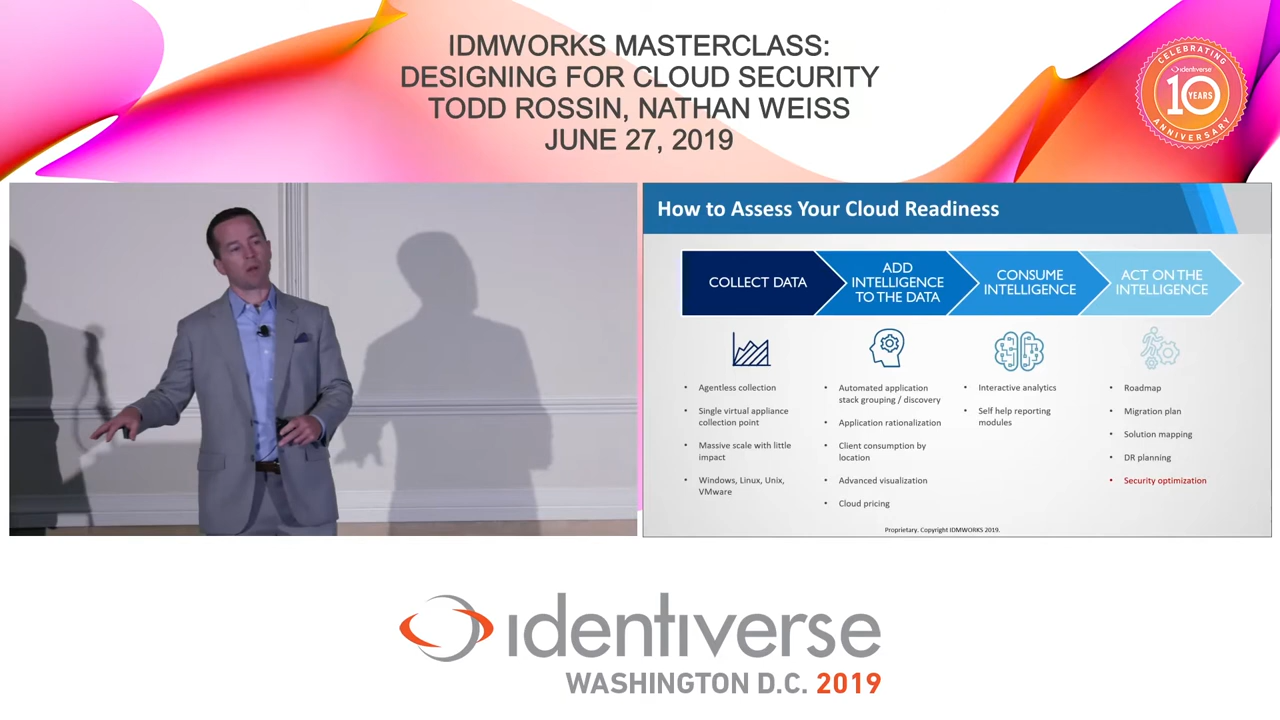 IDMWORKS MASTERCLASS:
DESIGNING FOR CLOUD SECURITY
TODD ROSSIN, NATHAN WEISS
JUNE 27, 2019
CELEBRATING
identiverse
10
YEARS
ANNIVERSARY
How to Assess Your Cloud Readiness
COLLECT DATA
ADD
INTELLIGENCE
TO THE DATA
CONSUME
INTELLIGENCE
ACT ON THE
INTELLIGENCE
• Agentless collection
• Single virtual appliance
collection point
• Massive scale with little
impact
• Windows, Linux, Unix,
VMware
• Automated application
stack grouping / discovery
• Application rationalization
• Client consumption by
location
• Advanced visualization
• Cloud pricing
• Interactive analytics
• Self help reporting
modules
• Roadmap
• Migration plan
• Solution mapping
• DR planning
• Security optimization
Proprietary. Copyright IDMWORKS 2019.
identiverse
WASHINGTON D.C. 2019